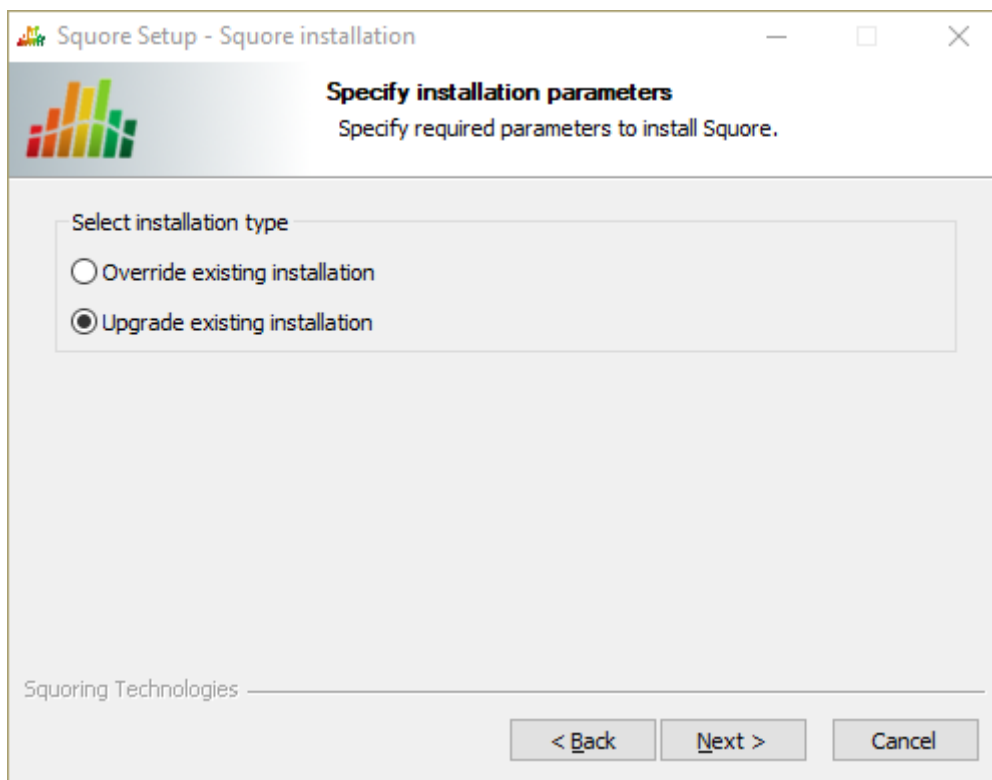 Squore Setup - Squore installation
Specify installation parameters
Specify required parameters to install Squore.
Select installation type
Override existing installation
Upgrade existing installation
Squoring Technologies
< Back Next > Cancel